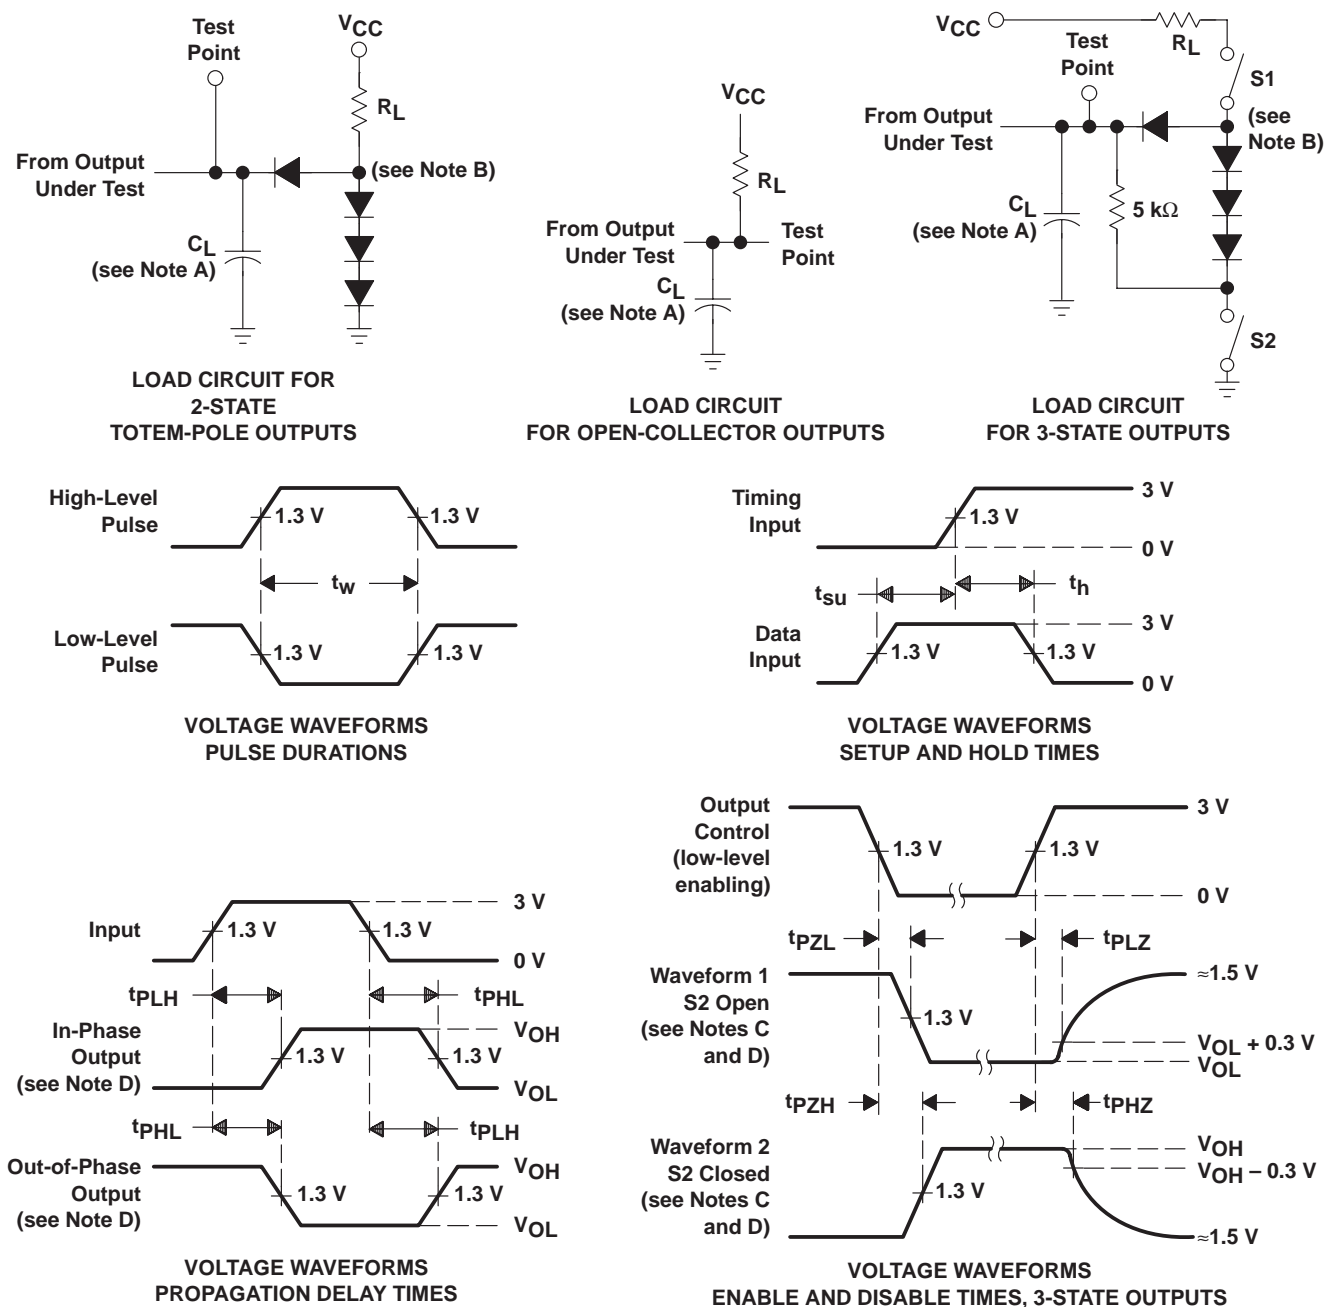 Test
Point
VCC
RL
From Output
Under Test
(see Note B)
CL
(see Note A)
LOAD CIRCUIT FOR
2-STATE
TOTEM-POLE OUTPUTS
VCC
RL
From Output
Under Test
Test
Point
CL
(see Note A)
LOAD CIRCUIT
FOR OPEN-COLLECTOR OUTPUTS
VCC
RL
Test
Point
S1
From Output
Under Test
(see
Note B)
CL
(see Note A)
5 kΩ
S2
LOAD CIRCUIT
FOR 3-STATE OUTPUTS
High-Level
Pulse
1.3 V
1.3 V
tw
Low-Level
Pulse
1.3 V
1.3 V
VOLTAGE WAVEFORMS
PULSE DURATIONS
Timing
Input
1.3 V
3 V
0 V
tsu
th
Data
Input
1.3 V
1.3 V
3 V
0 V
VOLTAGE WAVEFORMS
SETUP AND HOLD TIMES
Input
1.3 V
1.3 V
3 V
0 V
tPLH
tPHL
In-Phase
Output
(see Note D)
1.3 V
1.3 V
VOH
VOL
tPHL
tPLH
Out-of-Phase
Output
(see Note D)
1.3 V
1.3 V
VOH
VOL
VOLTAGE WAVEFORMS
PROPAGATION DELAY TIMES
Output
Control
(low-level
enabling)
1.3 V
1.3 V
3 V
0 V
tPZL
tPLZ
Waveform 1
S2 Open
(see Notes C
and D)
1.3 V
≈1.5 V
VOL + 0.3 V
VOL
tPZH
tPHZ
Waveform 2
S2 Closed
(see Notes C
and D)
1.3 V
VOH
VOH − 0.3 V
≈1.5 V
VOLTAGE WAVEFORMS
ENABLE AND DISABLE TIMES, 3-STATE OUTPUTS